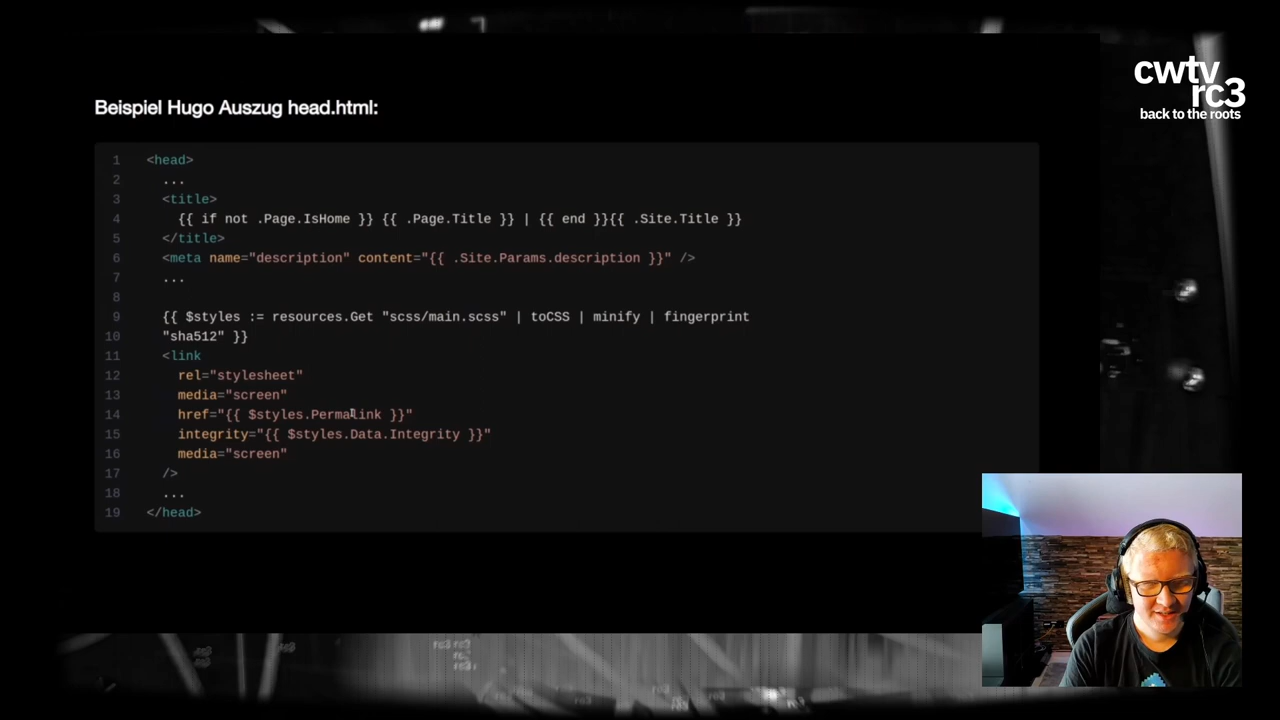 cwtv
rc3
back to the roots
Beispiel Hugo Auszug head.html:
1 <head>
2 ...
3 <title>
4 {{ if not .Page.IsHome }} {{ .Page.Title }} | {{ end }}{{ .Site.Title }}
5 </title>
6 <meta name="description" content="{{ .Site.Params.description }}" />
7 ...
8
9 {{ $styles := resources.Get "scss/main.scss" | toCSS | minify | fingerprint
10 "sha512" }}
11 <link
12 rel="stylesheet"
13 media="screen"
14 href="{{ $styles.Permalink }}"
15 integrity="{{ $styles.Data.Integrity }}"
16 media="screen"
17 />
18 ...
19 </head>
rc3 rc3